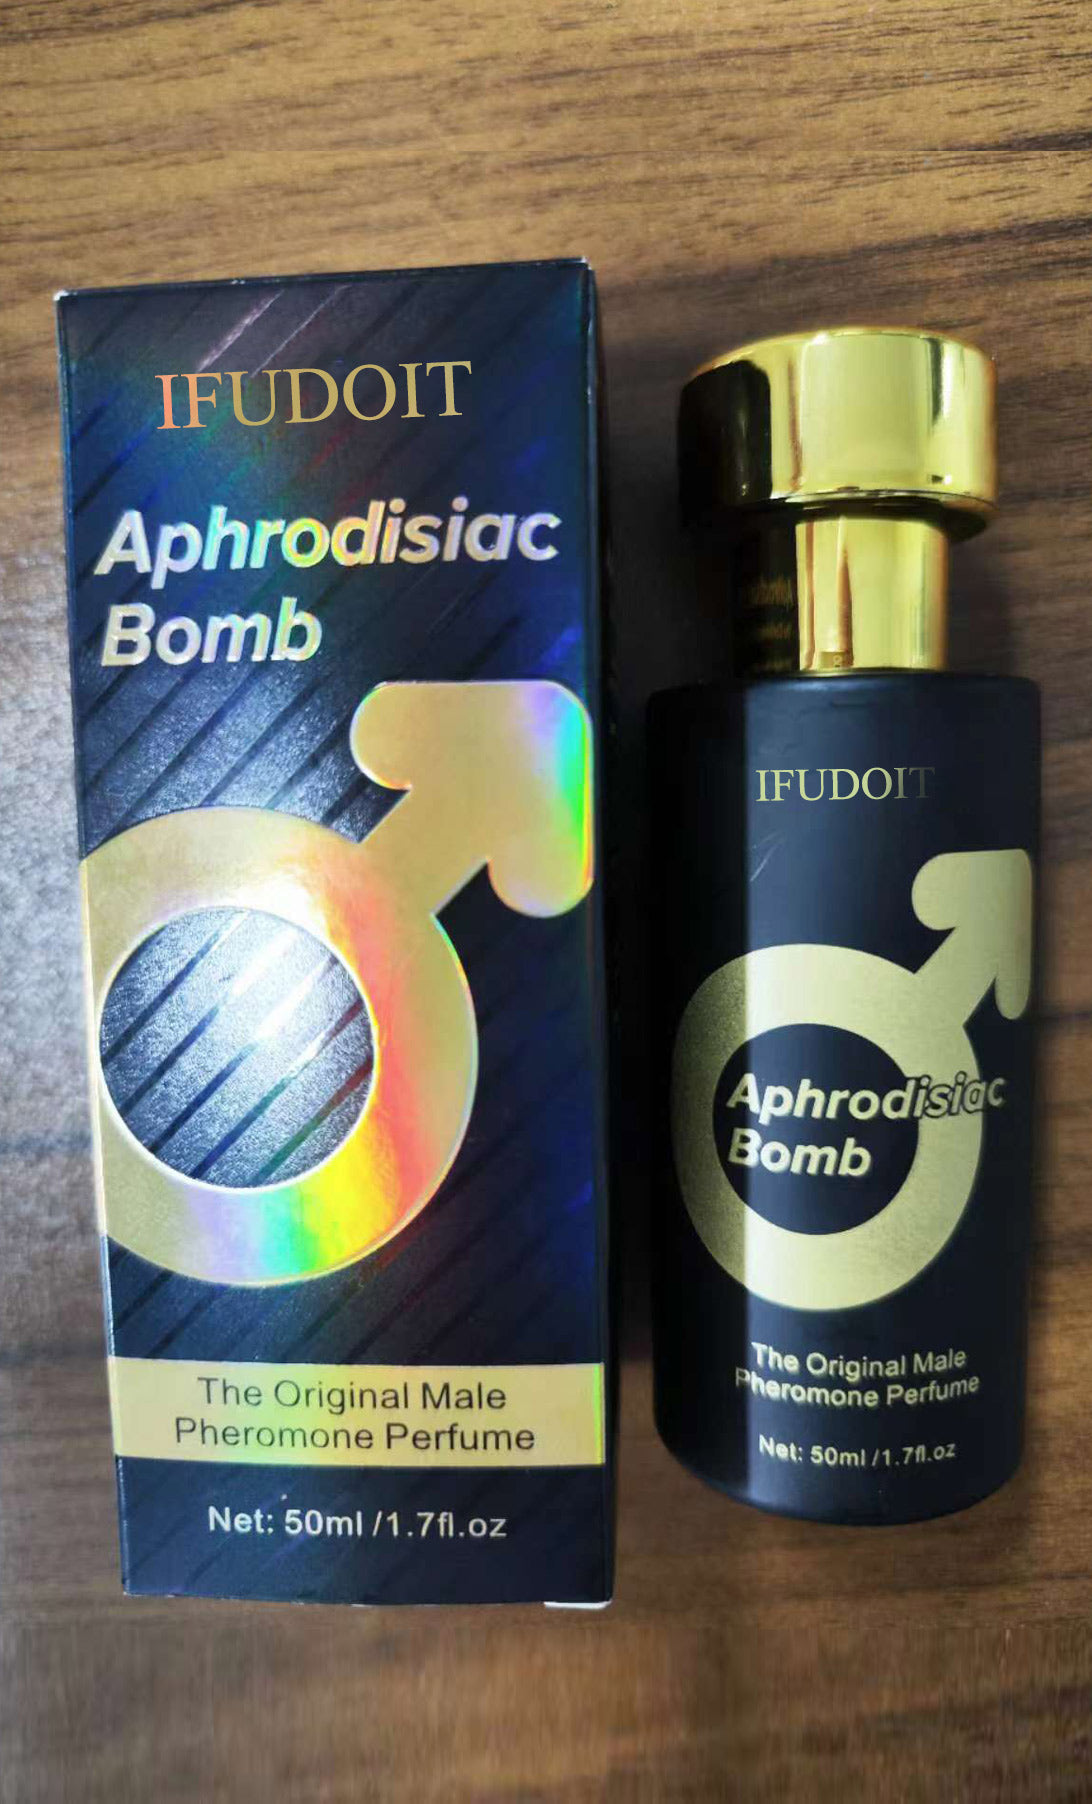 IFUDOIT
Aphrodisiac
Bomb
The Original Male
Pheromone Perfume
Net: 50ml /1.7fl.oz
IFUDOIT
Aphrodisiac
Bomb
The Original Male
Pheromone Perfume
Net: 50ml /1.7fl.oz